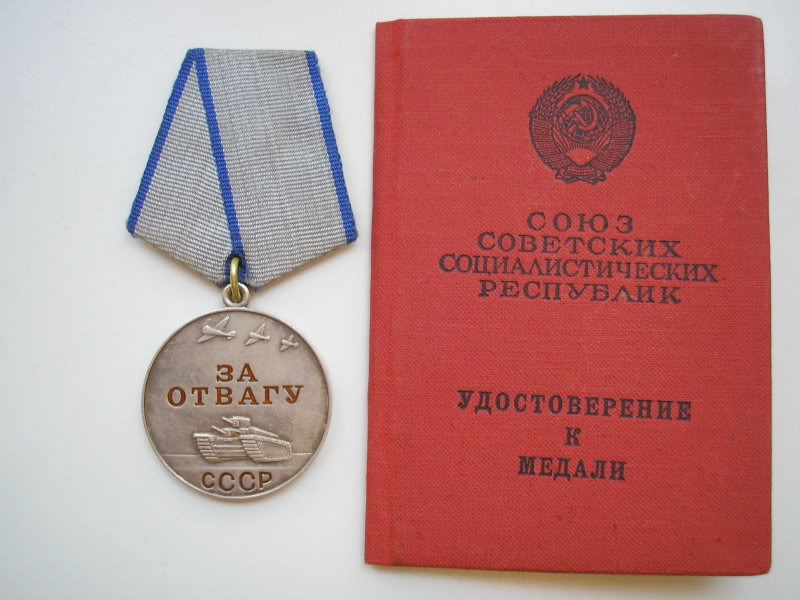 ЗА
ОТВАГУ
СССР
СОЮЗ
СОВЕТСКИХ
СОЦИАЛИСТИЧЕСКИХ
РЕСПУБЛИК
УДОСТОВЕРЕНИЕ
К
МЕДАЛИ